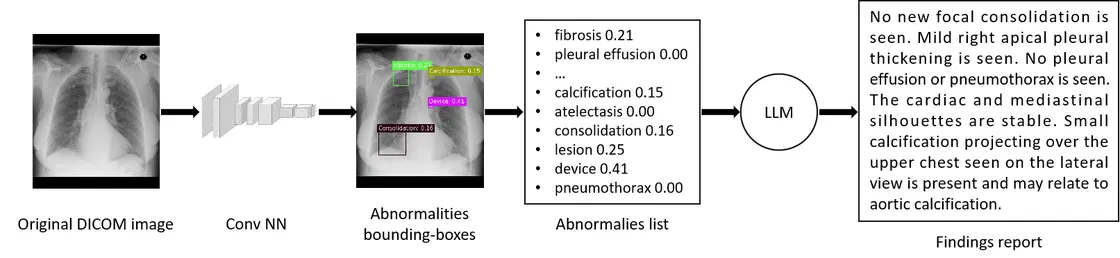 Original DICOM image
Conv NN
Fibrosis: 0.21
Calcification: 0.15
Device: 0.41
Consolidation: 0.16
Abnormalities
bounding-boxes
• fibrosis 0.21
• pleural effusion 0.00
• ...
• calcification 0.15
• atelectasis 0.00
• consolidation 0.16
• lesion 0.25
• device 0.41
• pneumothorax 0.00
Abnormalies list
LLM
No new focal consolidation is
seen. Mild right apical pleural
thickening is seen. No pleural
effusion or pneumothorax is seen.
The cardiac and mediastinal
silhouettes are stable. Small
calcification projecting over the
upper chest seen on the lateral
view is present and may relate to
aortic calcification.
Findings report